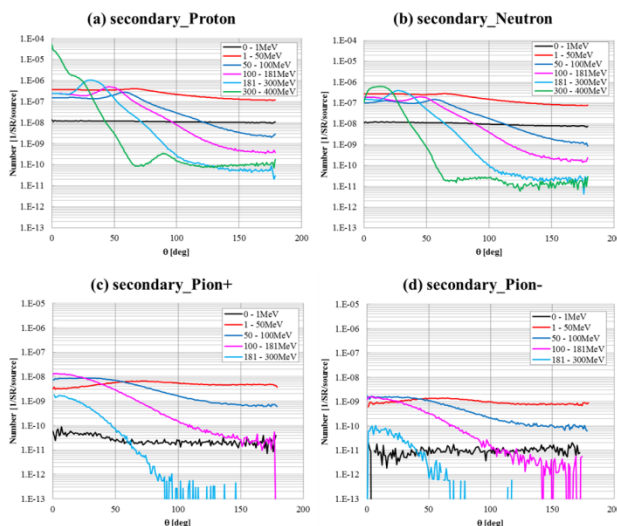 (a) secondary_Proton
1.E-04
1.E-05
1.E-06
1.E-07
1.E-08
1.E-09
1.E-10
1.E-11
1.E-12
1.E-13
Number [1/SR/source]
0 - 1MeV
1 - 50MeV
50 - 100MeV
100 - 181MeV
181 - 300MeV
300 - 400MeV
0
50
100
150
200
θ [deg]
(b) secondary_Neutron
1.E-04
1.E-05
1.E-06
1.E-07
1.E-08
1.E-09
1.E-10
1.E-11
1.E-12
1.E-13
Number [1/SR/source]
0 - 1MeV
1 - 50MeV
50 - 100MeV
100 - 181MeV
181 - 300MeV
300 - 400MeV
0
50
100
150
200
θ [deg]
(c) secondary_Pion+
1.E-05
1.E-06
1.E-07
1.E-08
1.E-09
1.E-10
1.E-11
1.E-12
1.E-13
Number [1/SR/source]
0 - 1MeV
1 - 50MeV
50 - 100MeV
100 - 181MeV
181 - 300MeV
0
50
100
150
200
θ [deg]
(d) secondary_Pion-
1.E-05
1.E-06
1.E-07
1.E-08
1.E-09
1.E-10
1.E-11
1.E-12
1.E-13
Number [1/SR/source]
0 - 1MeV
1 - 50MeV
50 - 100MeV
100 - 181MeV
181 - 300MeV
0
50
100
150
200
θ [deg]